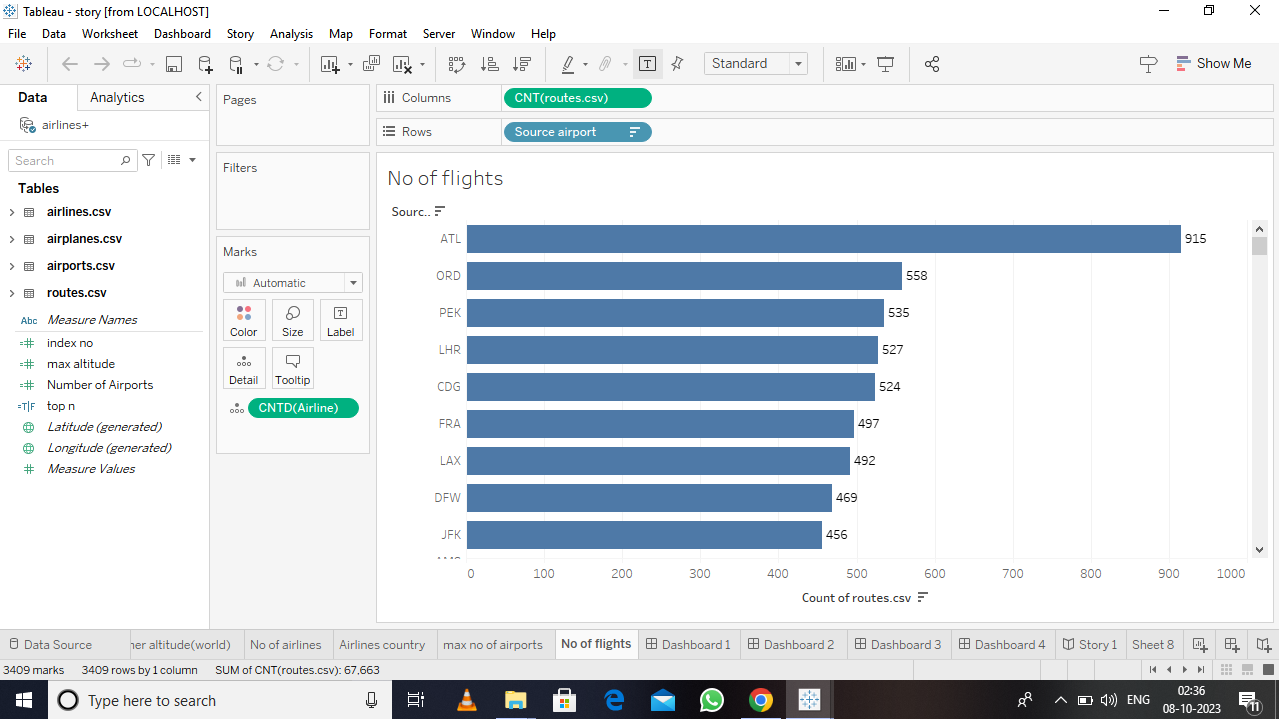 Tableau - story [from LOCALHOST]
File Data Worksheet Dashboard Story Analysis Map Format Server Window Help
Standard
Show Me
Data Analytics
airlines+
Search
Tables
airlines.csv
airplanes.csv
airports.csv
routes.csv
Abc Measure Names
=# index no
=# max altitude
=# Number of Airports
=T|F top n
Latitude (generated)
Longitude (generated)
# Measure Values
Pages
Filters
Marks
Automatic
Color Size Label
Detail Tooltip
CNTD(Airline)
Columns CNT(routes.csv)
Rows Source airport
No of flights
Sourc..
ATL 915
ORD 558
PEK 535
LHR 527
CDG 524
FRA 497
LAX 492
DFW 469
JFK 456
0 100 200 300 400 500 600 700 800 900 1000
Count of routes.csv
Data Source her altitude(world) No of airlines Airlines country max no of airports No of flights Dashboard 1 Dashboard 2 Dashboard 3 Dashboard 4 Story 1 Sheet 8
3409 marks 3409 rows by 1 column SUM of CNT(routes.csv): 67,663
Type here to search
ENG
02:36
08-10-2023
11